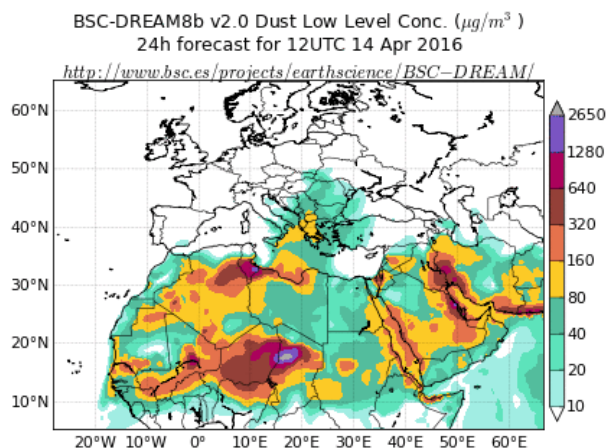 BSC-DREAM8b v2.0 Dust Low Level Conc. (μg/m³ )
24h forecast for 12UTC 14 Apr 2016
http://www.bsc.es/projects/earthscience/BSC−DREAM/
60°N
50°N
40°N
30°N
20°N
10°N
20°W 10°W 0° 10°E 20°E 30°E 40°E 50°E 60°E
2650
1280
640
320
160
80
40
20
10